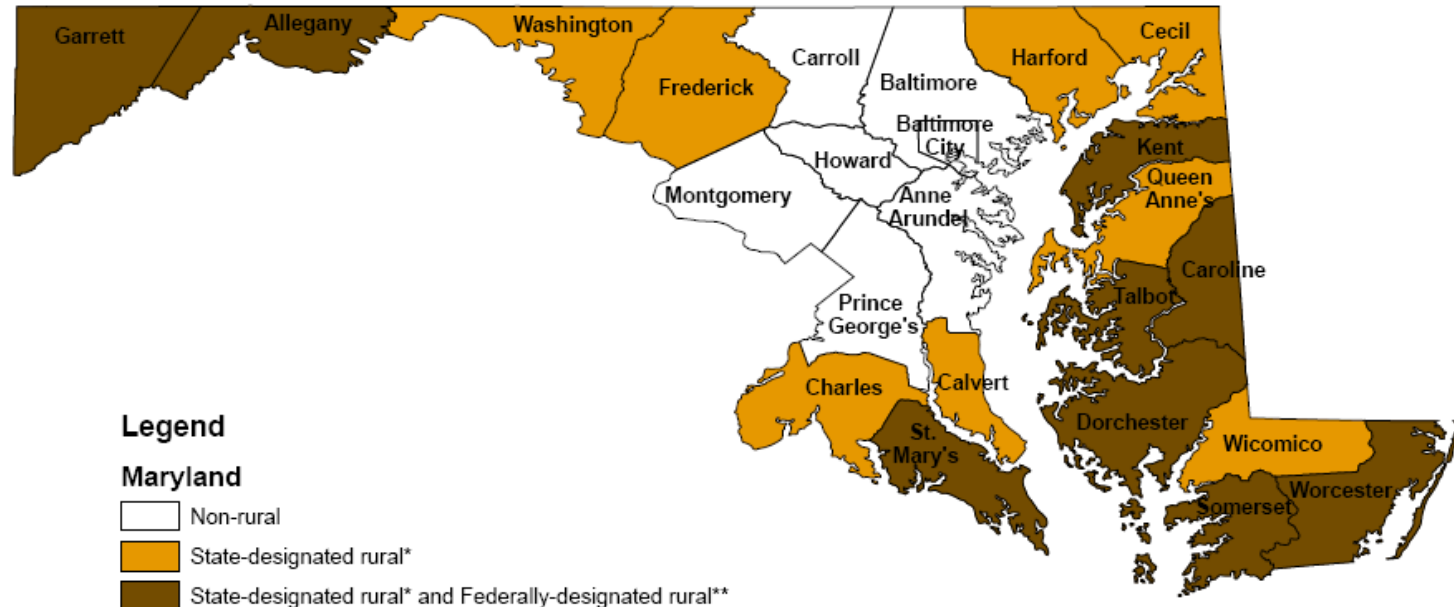 Garrett
Allegany
Washington
Frederick
Carroll
Baltimore
Baltimore
City
Harford
Cecil
Howard
Montgomery
Anne
Arundel
Kent
Queen
Anne's
Caroline
Talbot
Prince
George's
Charles
Calvert
St.
Mary's
Dorchester
Wicomico
Somerset
Worcester
Legend
Maryland
Non-rural
State-designated rural*
State-designated rural* and Federally-designated rural**